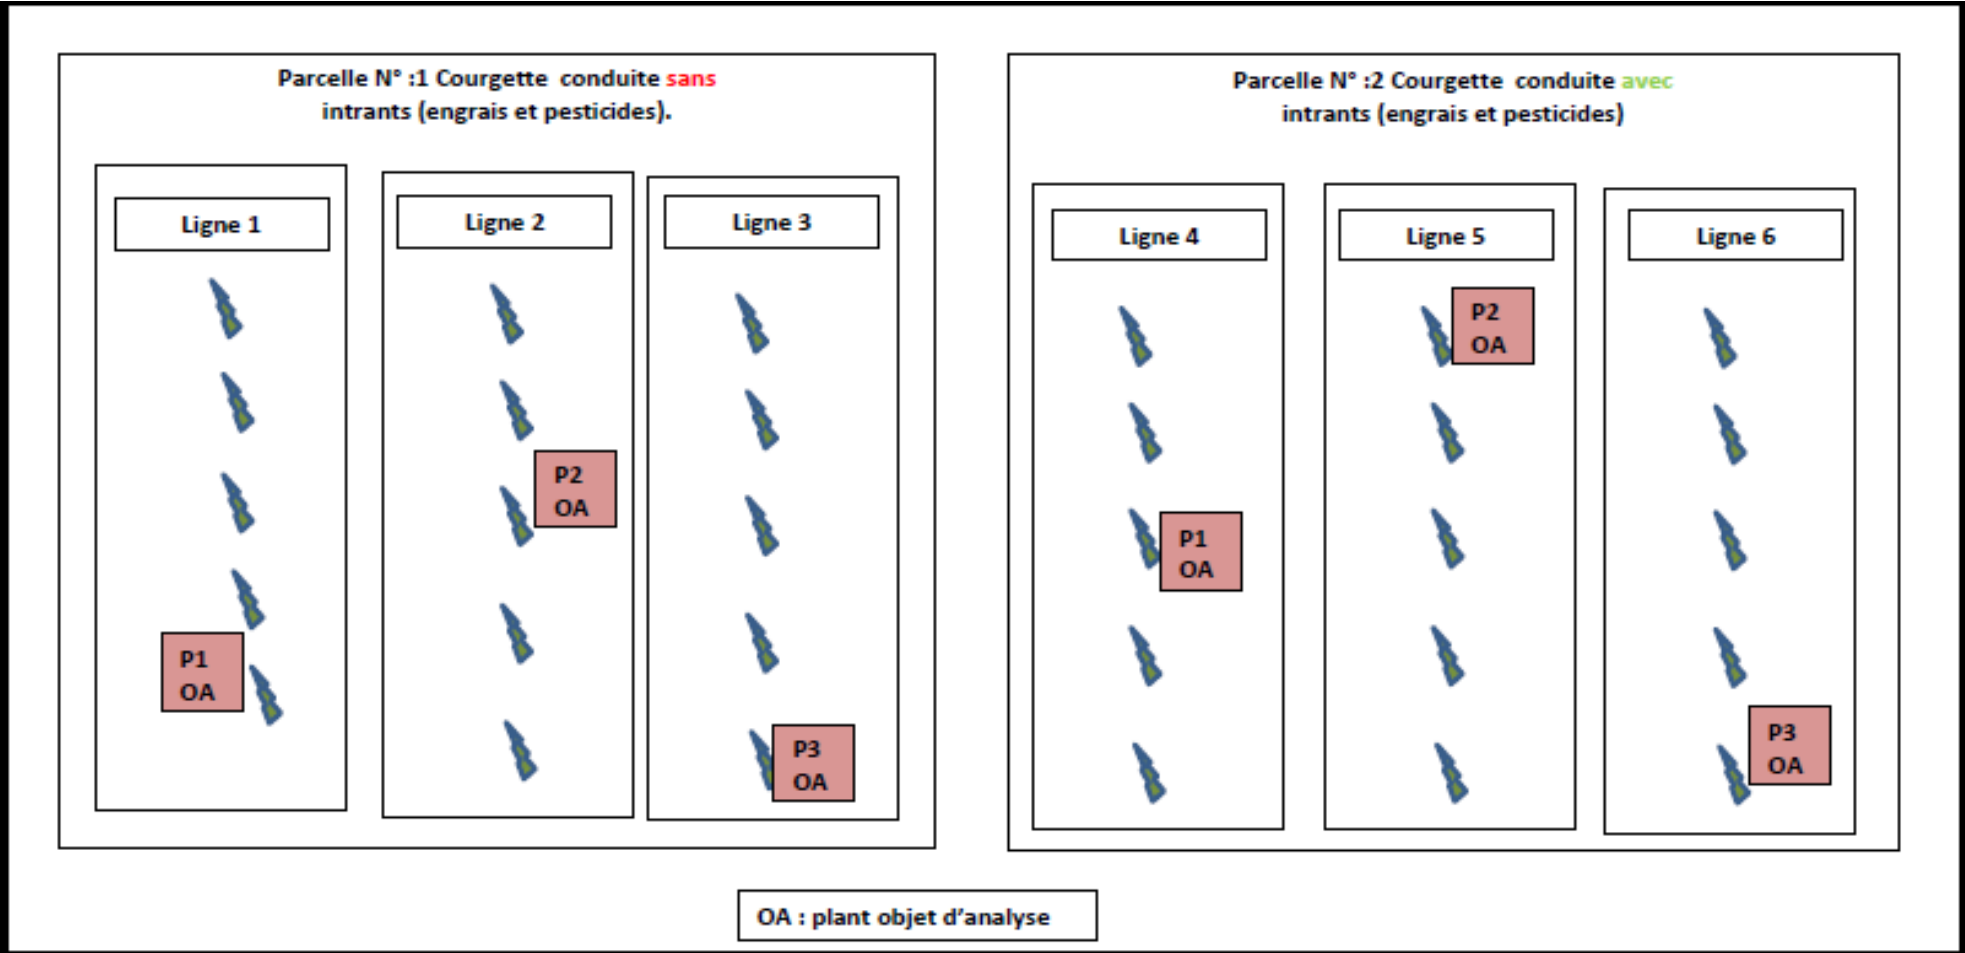 Parcelle N° :1 Courgette conduite sans
intrants (engrais et pesticides).
Ligne 1
Ligne 2
Ligne 3
P2
OA
P1
OA
P3
OA
Parcelle N° :2 Courgette conduite avec
intrants (engrais et pesticides)
Ligne 4
Ligne 5
Ligne 6
P2
OA
P1
OA
P3
OA
OA : plant objet d'analyse